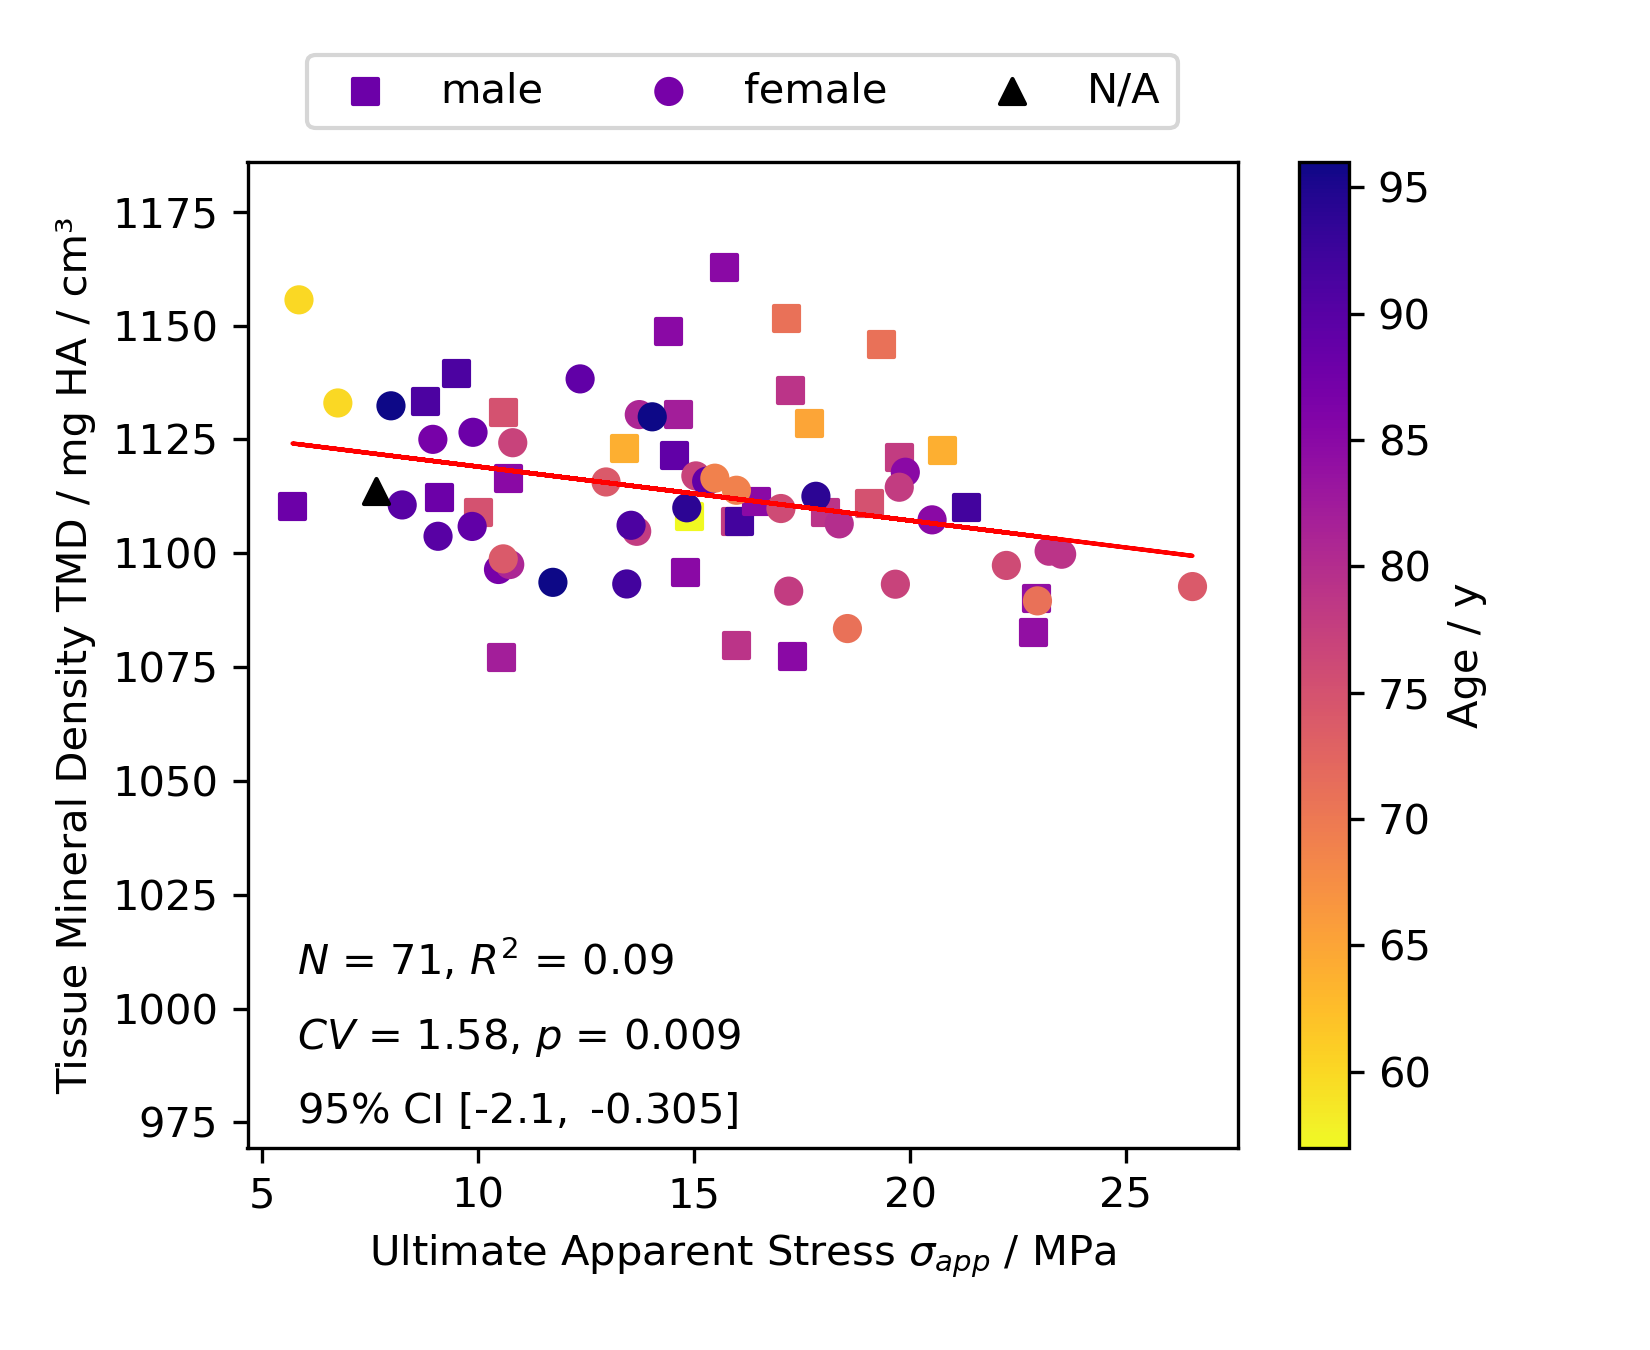 male female N/A
Tissue Mineral Density TMD / mg HA / cm³
1175
1150
1125
1100
1075
1050
1025
1000
975
N = 71, R² = 0.09
CV = 1.58, p = 0.009
95% CI [-2.1, -0.305]
5 10 15 20 25
Ultimate Apparent Stress σapp / MPa
95
90
85
80
75
70
65
60
Age / y